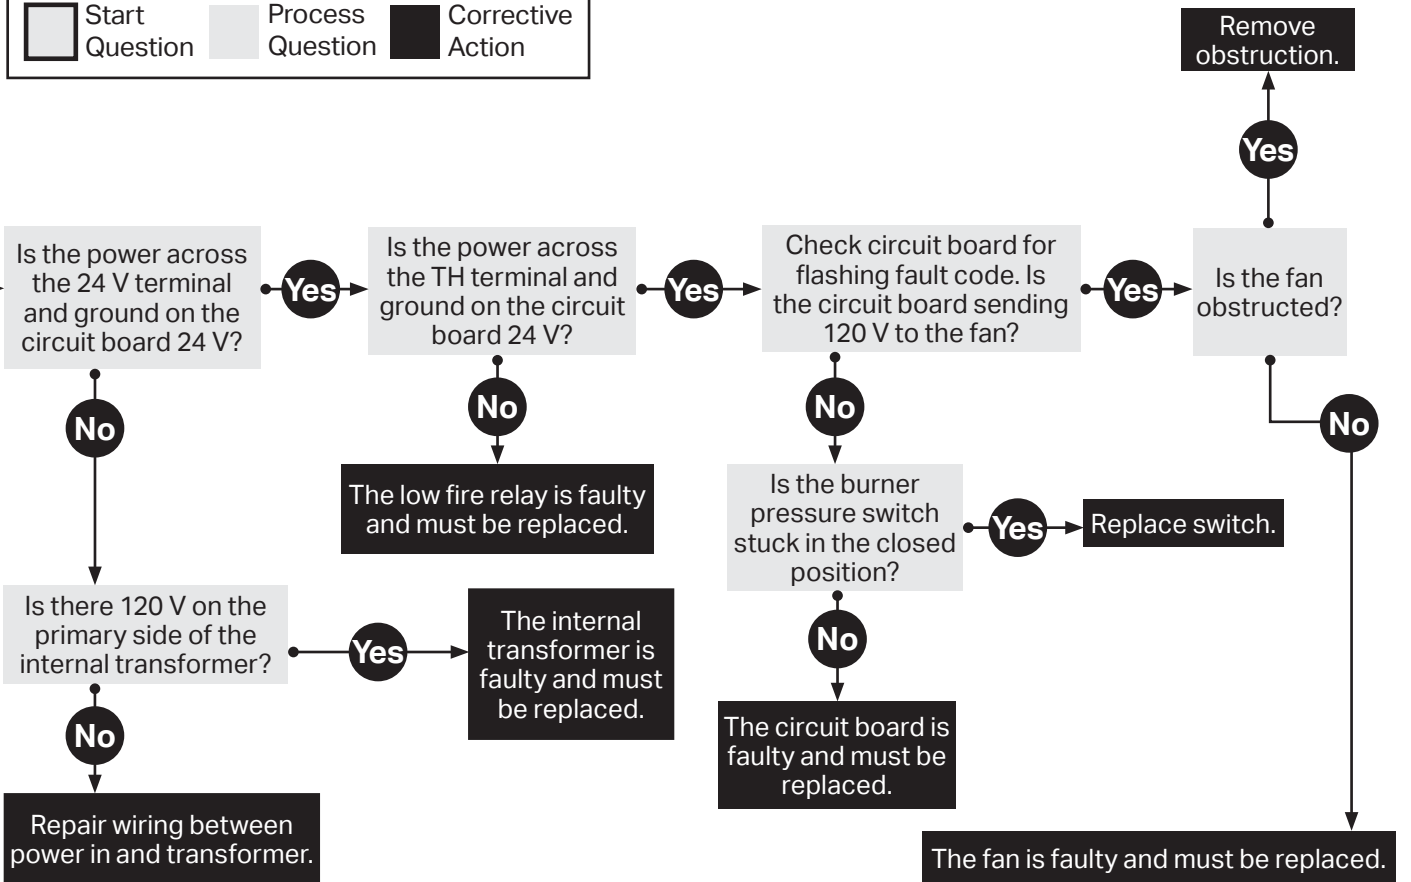 Start
Question
Process
Question
Corrective
Action
Remove
obstruction.
Yes
Is the power across
the 24 V terminal
and ground on the
circuit board 24 V?
Yes
Is the power across
the TH terminal and
ground on the circuit
board 24 V?
Yes
Check circuit board for
flashing fault code. Is
the circuit board sending
120 V to the fan?
Yes
Is the fan
obstructed?
No
No
No
No
The low fire relay is faulty
and must be replaced.
Is the burner
pressure switch
stuck in the closed
position?
Yes
Replace switch.
Is there 120 V on the
primary side of the
internal transformer?
Yes
The internal
transformer is
faulty and must
be replaced.
No
No
The circuit board is
faulty and must be
replaced.
Repair wiring between
power in and transformer.
The fan is faulty and must be replaced.